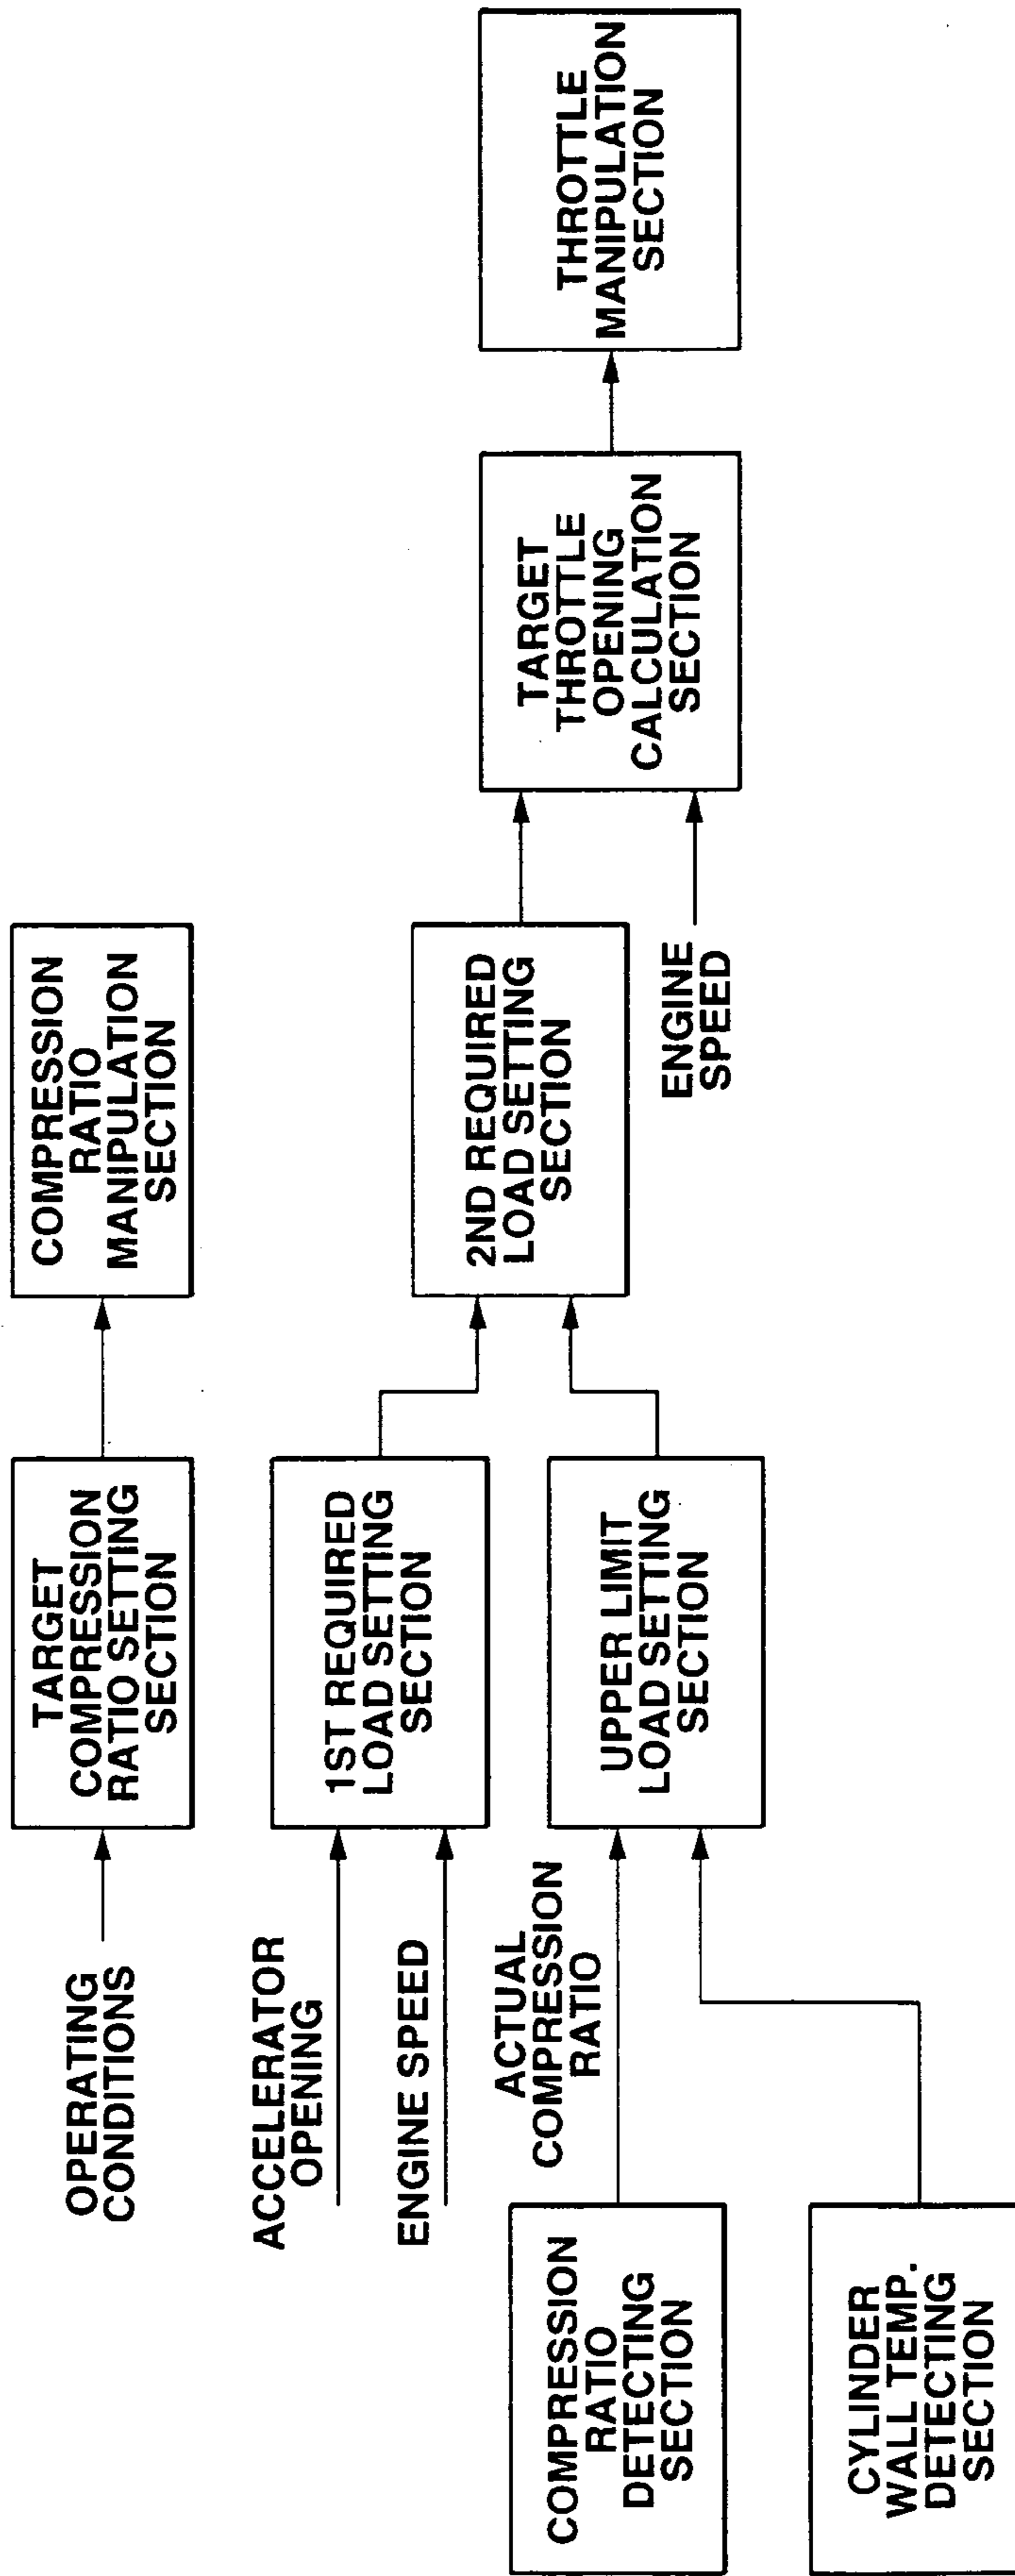 OPERATING
CONDITIONS
TARGET
COMPRESSION
RATIO SETTING
SECTION
COMPRESSION
RATIO
MANIPULATION
SECTION
ACCELERATOR
OPENING
ENGINE SPEED
1ST REQUIRED
LOAD SETTING
SECTION
COMPRESSION
RATIO
DETECTING
SECTION
ACTUAL
COMPRESSION
RATIO
CYLINDER
WALL TEMP.
DETECTING
SECTION
UPPER LIMIT
LOAD SETTING
SECTION
2ND REQUIRED
LOAD SETTING
SECTION
ENGINE
SPEED
TARGET
THROTTLE
OPENING
CALCULATION
SECTION
THROTTLE
MANIPULATION
SECTION